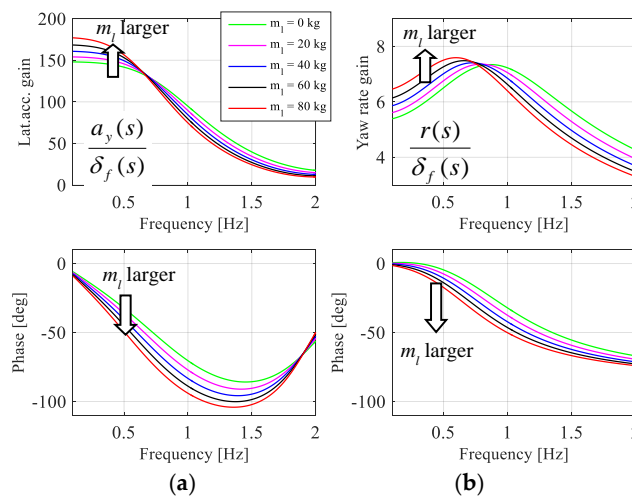 200
150
100
50
0
Lat.acc. gain
m_l larger
a_y(s)
δ_f(s)
0.5 1 1.5 2
Frequency [Hz]
m_l = 0 kg
m_l = 20 kg
m_l = 40 kg
m_l = 60 kg
m_l = 80 kg
8
6
4
Yaw rate gain
m_l larger
r(s)
δ_f(s)
0.5 1 1.5 2
Frequency [Hz]
0
-50
-100
Phase [deg]
m_l larger
0.5 1 1.5 2
Frequency [Hz]
0
-50
-100
Phase [deg]
m_l larger
0.5 1 1.5 2
Frequency [Hz]
(a) (b)